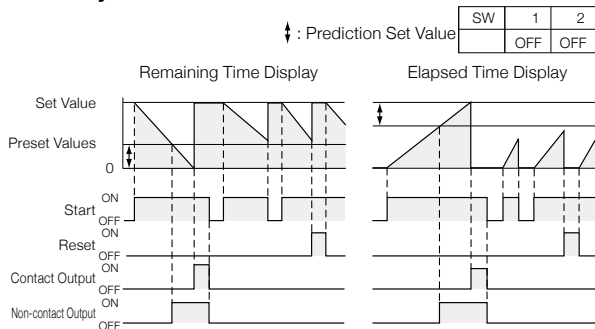 SW 1 2
↕ : Prediction Set Value OFF OFF
Remaining Time Display Elapsed Time Display
Set Value
Preset Values
0
Start ON
OFF
Reset ON
OFF
Contact Output ON
OFF
Non-contact Output ON
OFF